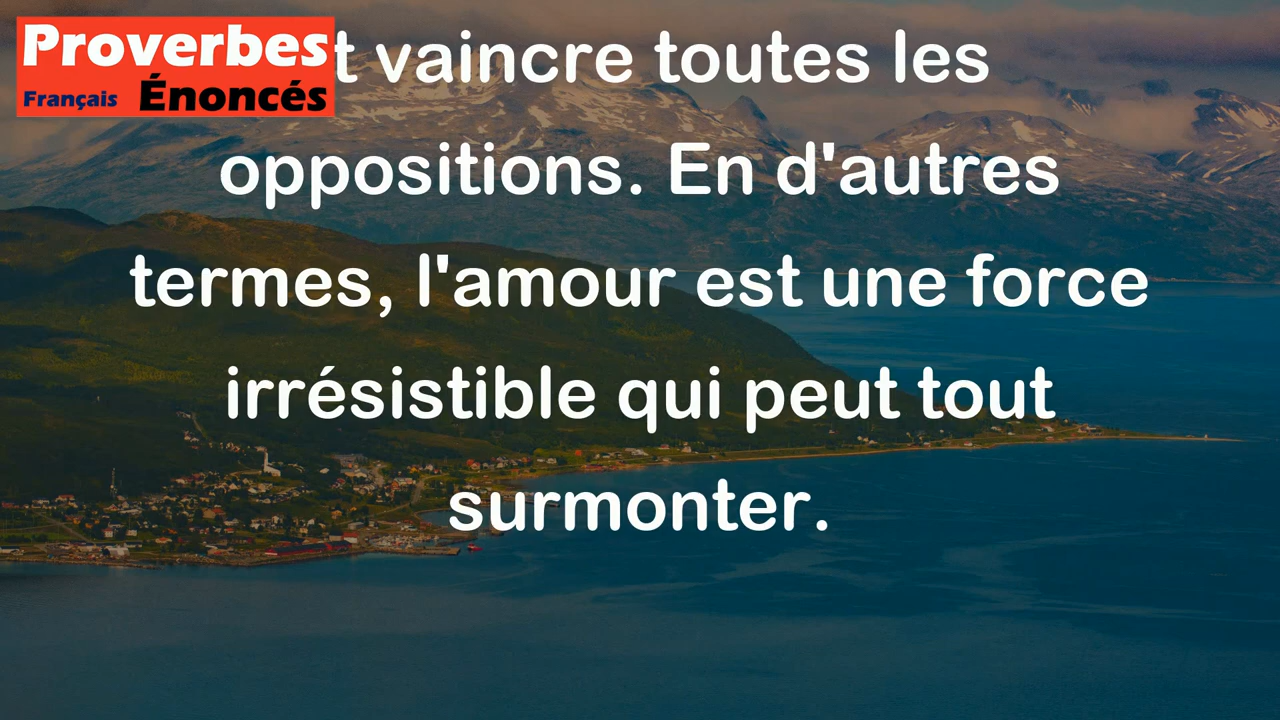 Proverbes
Français Énoncés
t vaincre toutes les
oppositions. En d'autres
termes, l'amour est une force
irrésistible qui peut tout
surmonter.